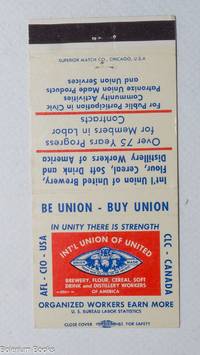 SUPERIOR MATCH CO., CHICAGO, U.S.A
For Public Participation in Civic
Community Activities
Patronize Union Made Products
and Union Services
Over 75 Years Progress
for Members in Labor
Contracts
Int'l Union of United Brewery,
Flour, Cereal, Soft Drink and
Distillery Workers of America
BE UNION - BUY UNION
IN UNITY THERE IS STRENGTH
AFL - CIO - USA
INT'L UNION OF UNITED
UNION MADE
BREWERY, FLOUR, CEREAL, SOFT
DRINK and DISTILLERY WORKERS
OF AMERICA
CLC - CANADA
ORGANIZED WORKERS EARN MORE
U. S. BUREAU LABOR STATISTICS
CLOSE COVER FOR SAFETY
Bolerium Books